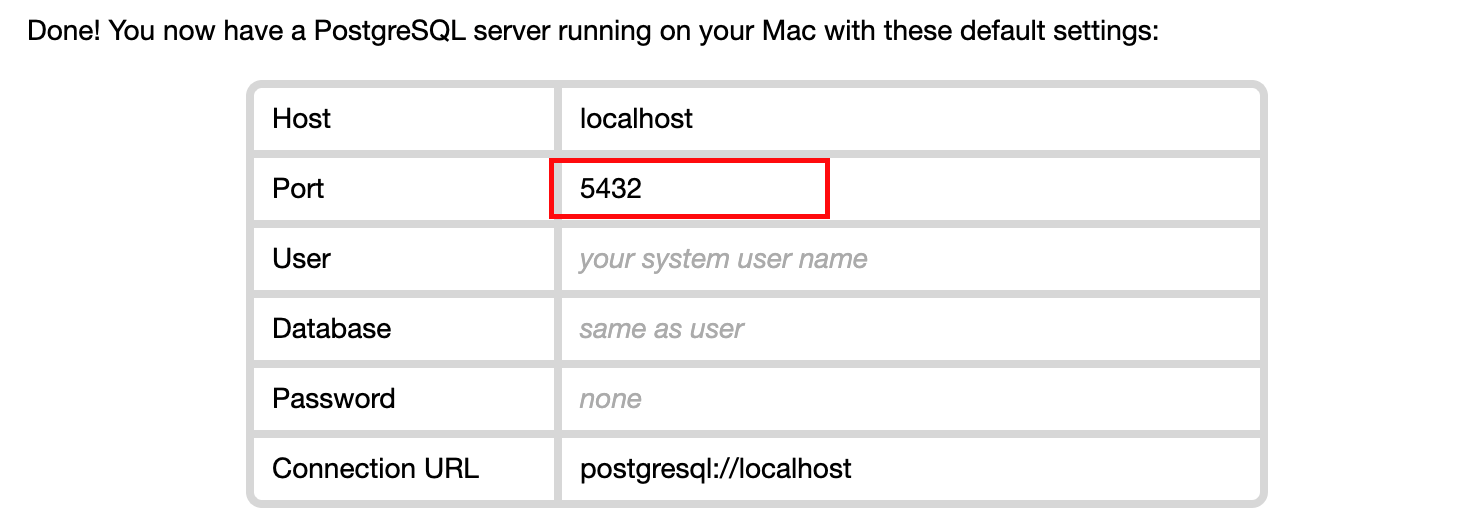 Done! You now have a PostgreSQL server running on your Mac with these default settings:
Host localhost
Port 5432
User your system user name
Database same as user
Password none
Connection URL postgresql://localhost